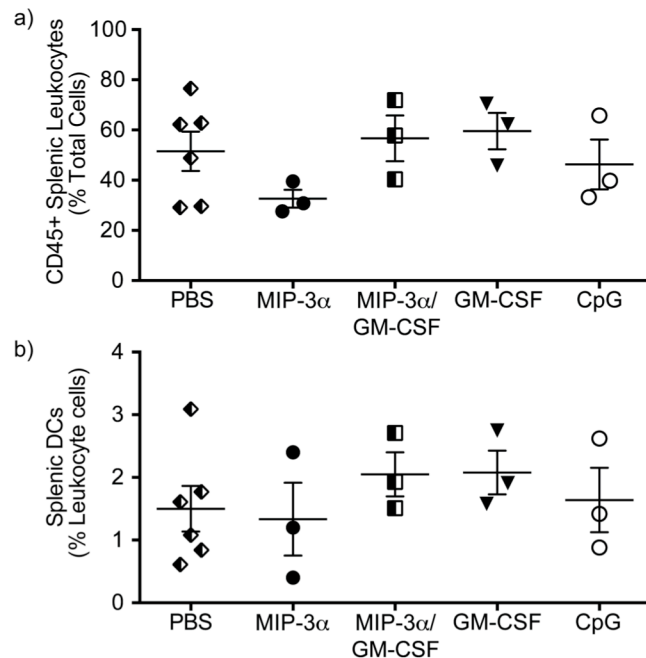 a)
CD45+ Splenic Leukocytes
(% Total Cells)
100
80
60
40
20
0
PBS
MIP-3α
MIP-3α/
GM-CSF
GM-CSF
CpG
b)
Splenic DCs
(% Leukocyte cells)
4
3
2
1
0
PBS
MIP-3α
MIP-3α/
GM-CSF
GM-CSF
CpG